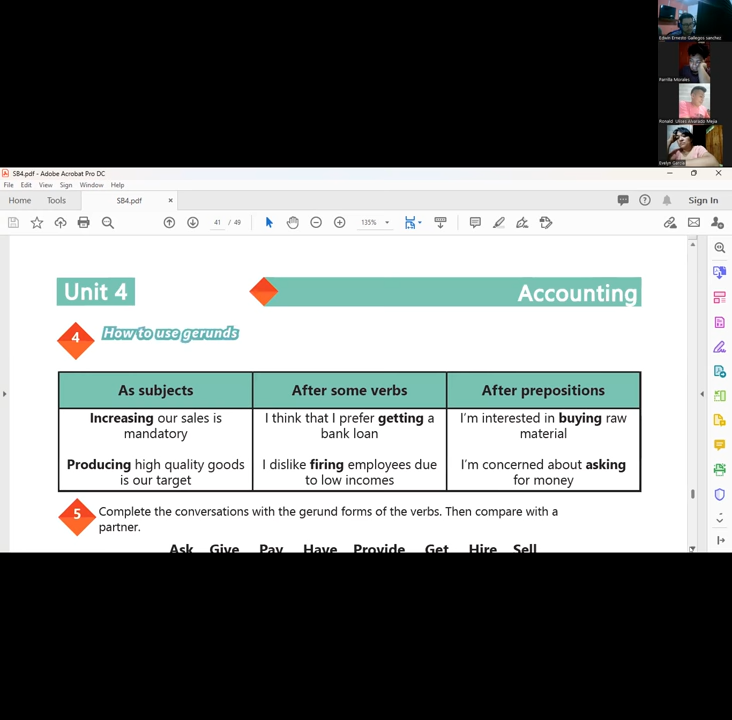 Edwin Ernesto Gallegos sanchez
Parrilla Morales
Ronald Ulises Alvarado Mejia
Evelyn Garcia
SB4.pdf - Adobe Acrobat Pro DC
File Edit View Sign Window Help
Home Tools SB4.pdf × Sign In
41 / 49 135%
Unit 4 Accounting
4 How to use gerunds
As subjects After some verbs After prepositions
Increasing our sales is I think that I prefer getting a I'm interested in buying raw
mandatory bank loan material
Producing high quality goods I dislike firing employees due I'm concerned about asking
is our target to low incomes for money
5 Complete the conversations with the gerund forms of the verbs. Then compare with a
partner.
Ask Give Pay Have Provide Get Hire Sell